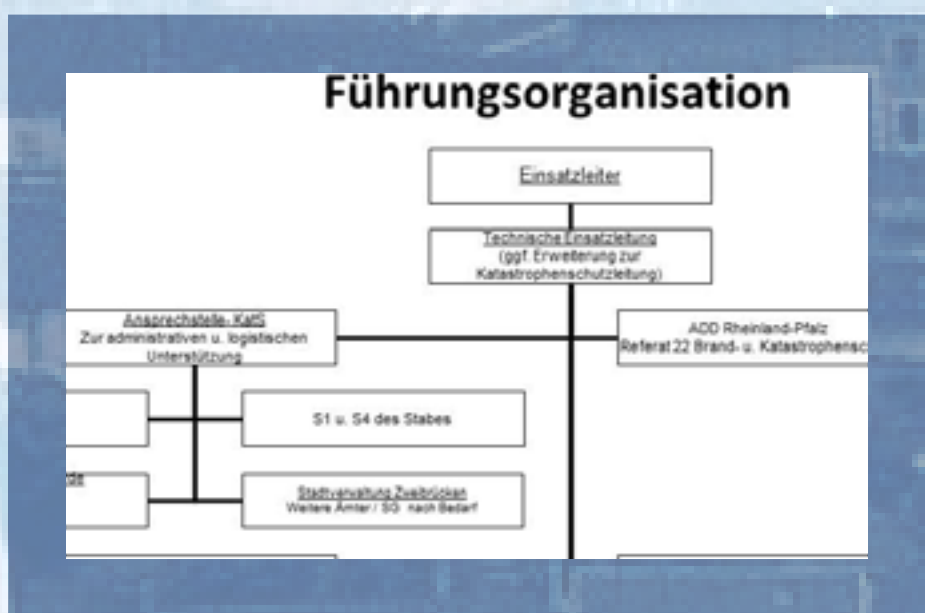 Führungsorganisation
Einsatzleiter
Technische Einsatzleitung
(ggf. Erweiterung zur
Katastrophenschutzleitung)
Ansprechstelle- KatS
Zur administrativen u. logistischen
Unterstützung
ADD Rheinland-Pfalz
Referat 22 Brand- u. Katastrophensc
S1 u. S4 des Stabes
rde
Stadtverwaltung Zweibrücken
Weitere Ämter / SG nach Bedarf